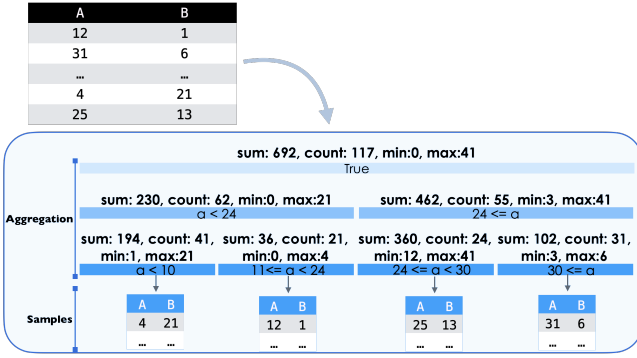 A B
12 1
31 6
… …
4 21
25 13
sum: 692, count: 117, min:0, max:41
True
sum: 230, count: 62, min:0, max:21
a < 24
sum: 462, count: 55, min:3, max:41
24 <= a
Aggregation
sum: 194, count: 41,
min:1, max:21
a < 10
sum: 36, count: 21,
min:0, max:4
11<= a < 24
sum: 360, count: 24,
min:12, max:41
24 <= a < 30
sum: 102, count: 31,
min:3, max:6
30 <= a
Samples
A B
4 21
… …
A B
12 1
… …
A B
25 13
… …
A B
31 6
… …